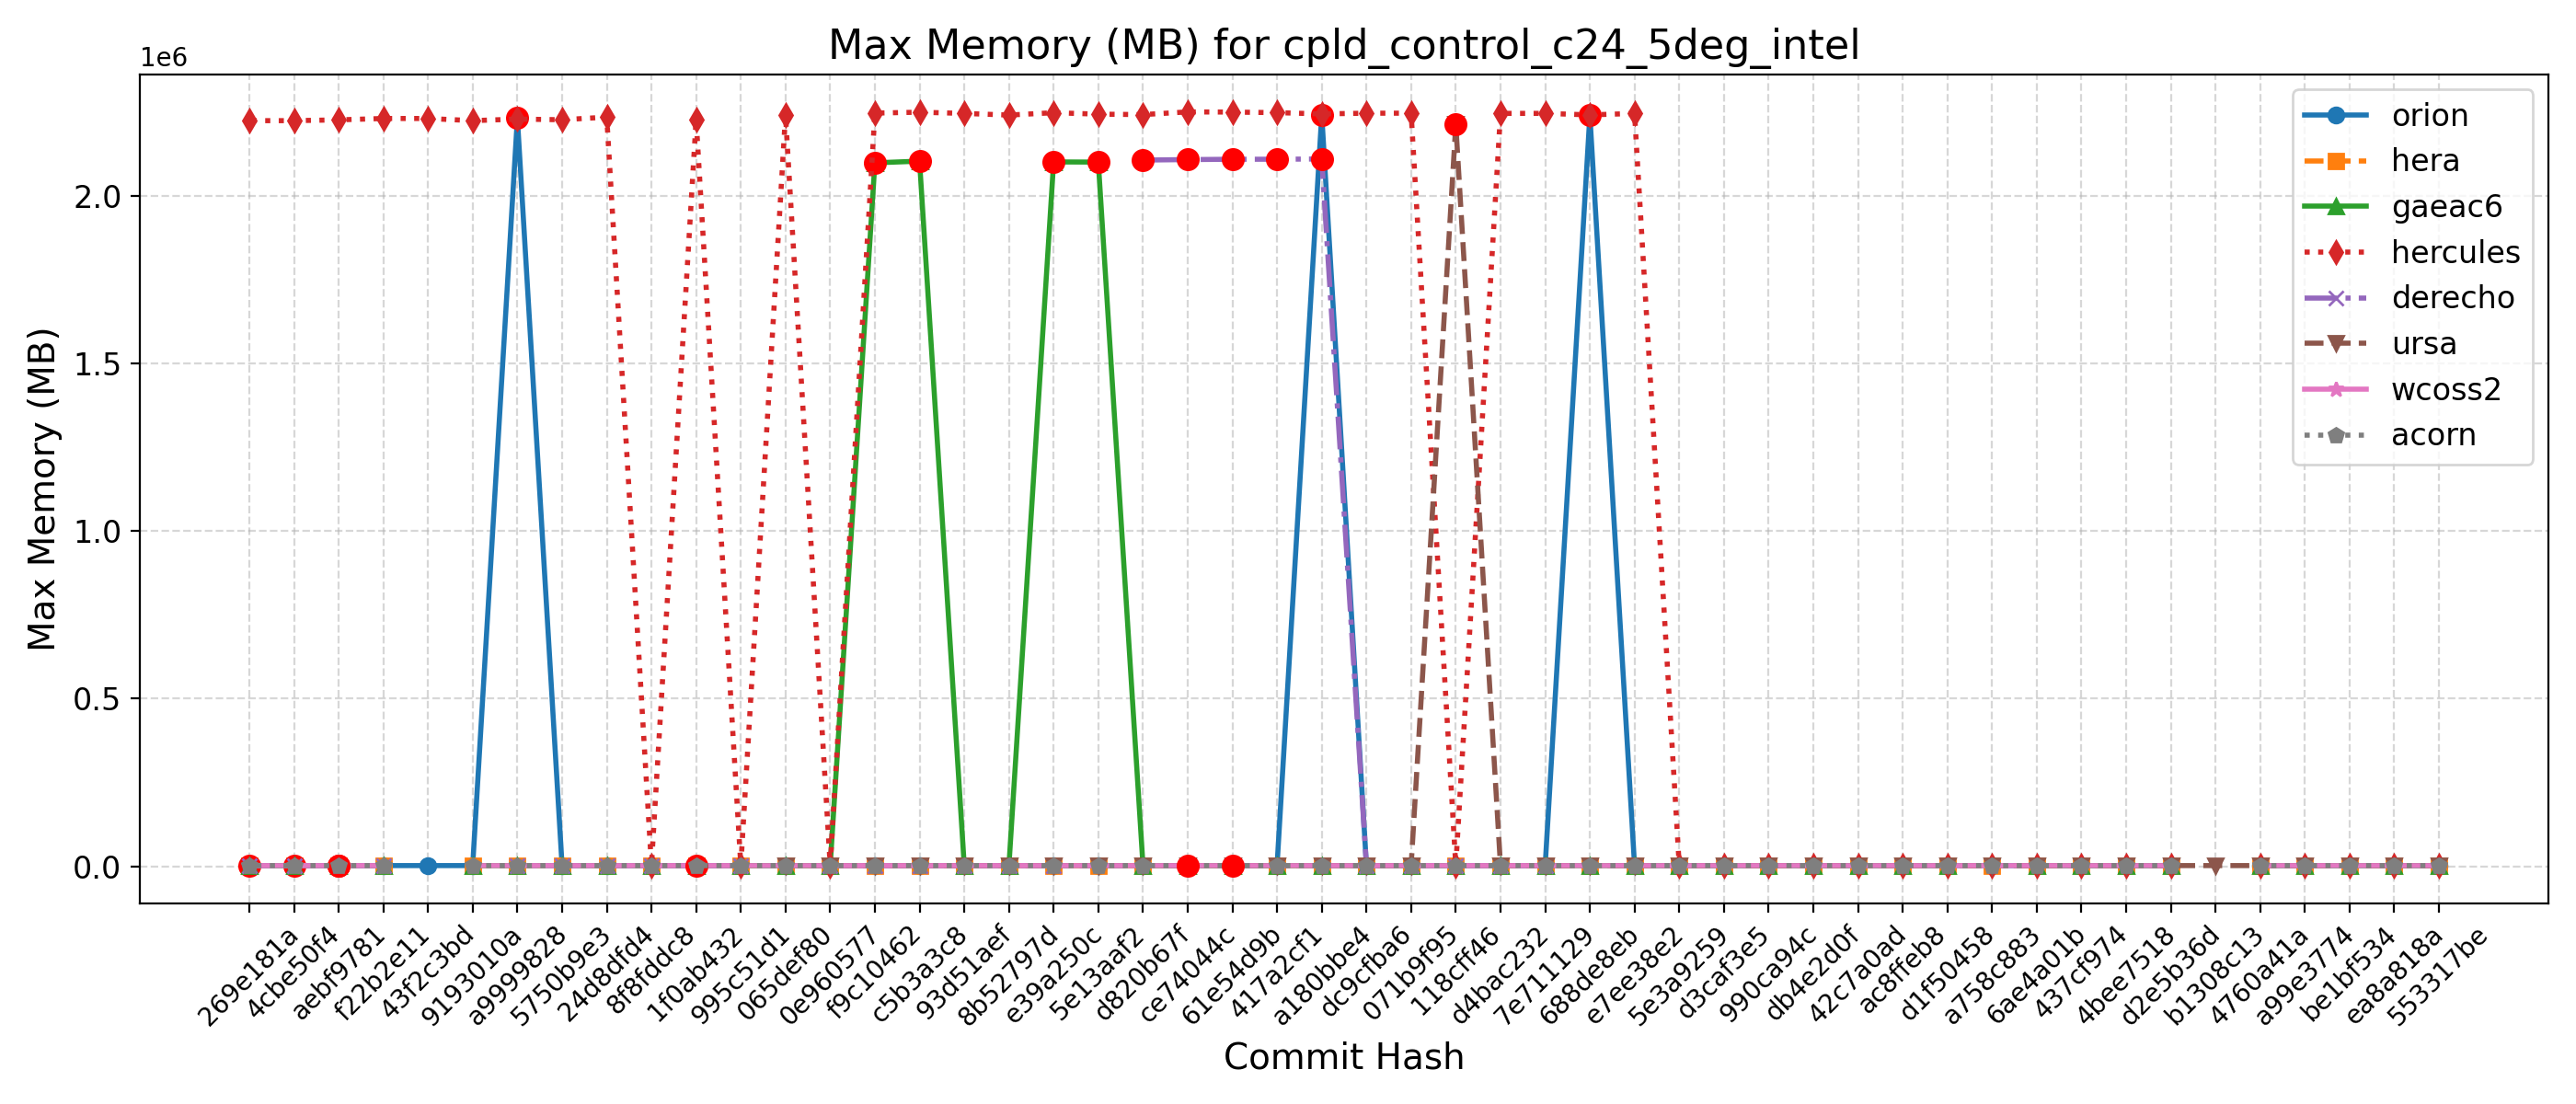 Max Memory (MB) for cpld_control_c24_5deg_intel
1e6
Max Memory (MB)
2.0
1.5
1.0
0.5
0.0
orion
hera
gaeac6
hercules
derecho
ursa
wcoss2
acorn
269e181a
4cbe50f4
aebf9781
f22b2e11
43f2c3bd
9193010a
a9999828
5750b9e3
24d8dfd4
8f8fddc8
1f0ab432
995c51d1
065def80
0e960577
f9c10462
c5b3a3c8
93d51aef
8b52797d
e39a250c
5e13aaf2
d820b67f
ce74044c
61e54d9b
417a2cf1
a180bbe4
dc9cfba6
071b9f95
118cff46
d4bac232
7e711129
688de8eb
e7ee38e2
5e3a9259
d3caf3e5
990ca94c
db4e2d0f
42c7a0ad
ac8ffeb8
d1f50458
a758c883
6ae4a01b
437cf974
4bee7518
d2e5b36d
b1308c13
4760a41a
a99e3774
be1bf534
ea8a818a
553317be
Commit Hash